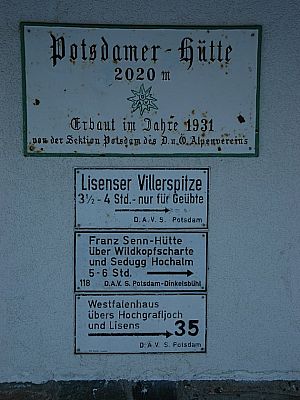 Potsdamer-Hütte
2020 m
Erbaut im Jahre 1931
von der Sektion Potsdam des D. u. Ö. Alpenvereins
Lisenser Villerspitze
3½ - 4 Std. - nur für Geübte
D.A.V. S. Potsdam
Franz Senn-Hütte
über Wildkopfscharte
und Sedugg Hochalm
5-6 Std.
118 D.A.V. S. Potsdam-Dinkelsbühl
Westfalenhaus
übers Hochgrafljoch
und Lisens 35
D.A.V. S. Potsdam